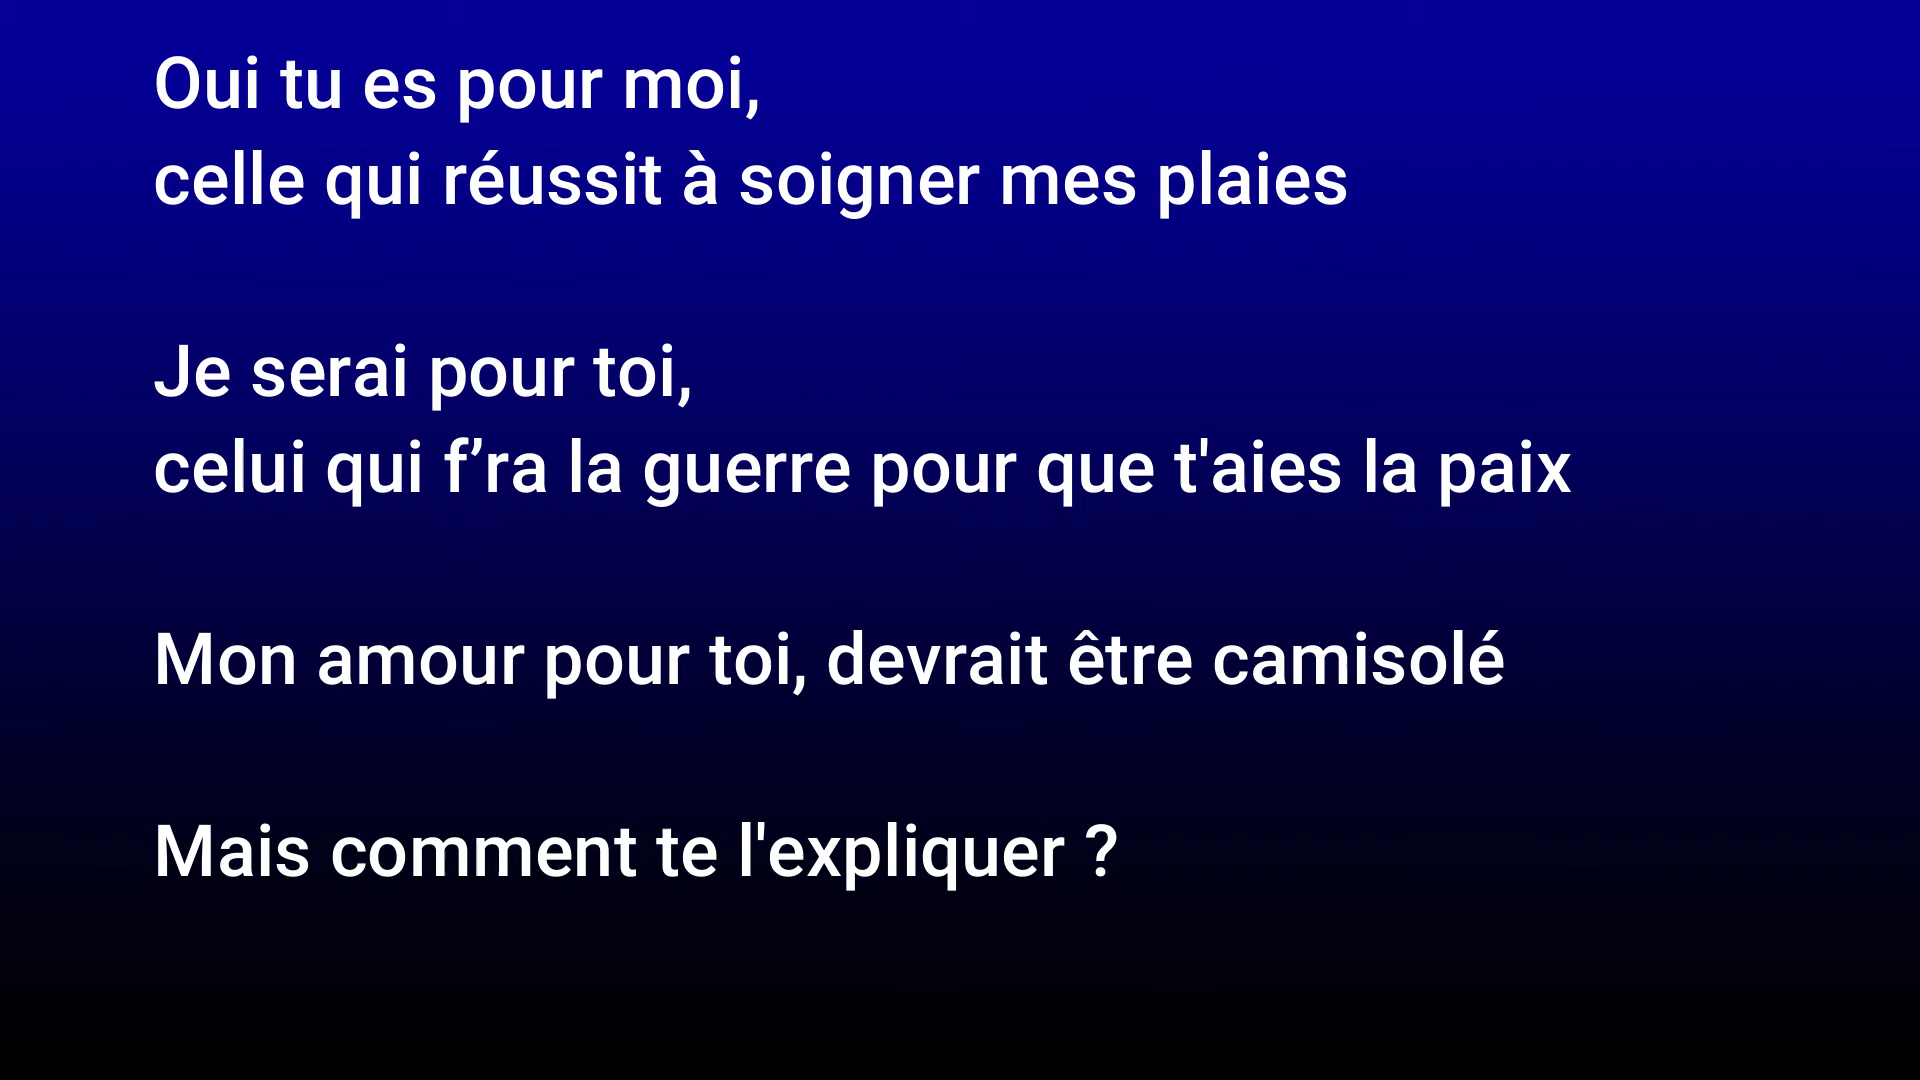 Oui tu es pour moi,
celle qui réussit à soigner mes plaies
Je serai pour toi,
celui qui f’ra la guerre pour que t'aies la paix
Mon amour pour toi, devrait être camisolé
Mais comment te l'expliquer ?